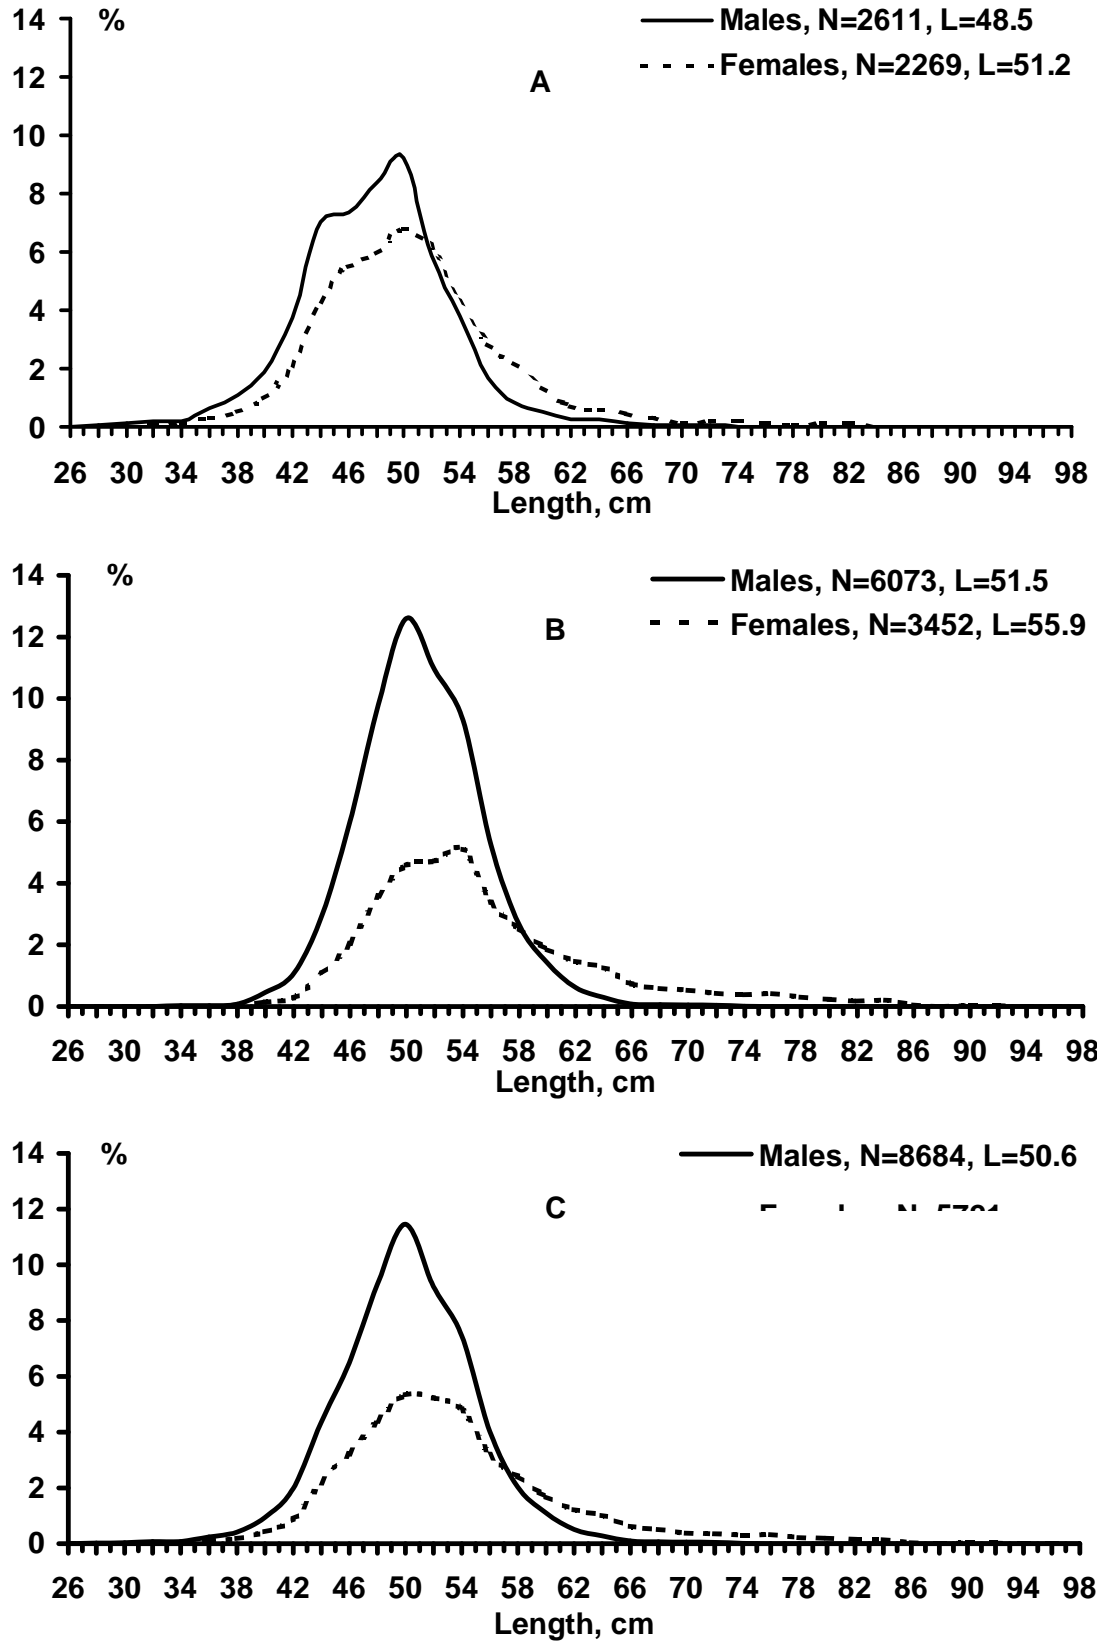 14 % Males, N=2611, L=48.5
12 A Females, N=2269, L=51.2
10
8
6
4
2
0
26 30 34 38 42 46 50 54 58 62 66 70 74 78 82 86 90 94 98
Length, cm
14 % Males, N=6073, L=51.5
12 B Females, N=3452, L=55.9
10
8
6
4
2
0
26 30 34 38 42 46 50 54 58 62 66 70 74 78 82 86 90 94 98
Length, cm
14 % Males, N=8684, L=50.6
12 C
10
8
6
4
2
0
26 30 34 38 42 46 50 54 58 62 66 70 74 78 82 86 90 94 98
Length, cm